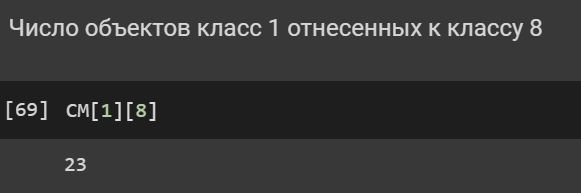 Число объектов класс 1 отнесенных к классу 8
[69] CM[1][8]
23